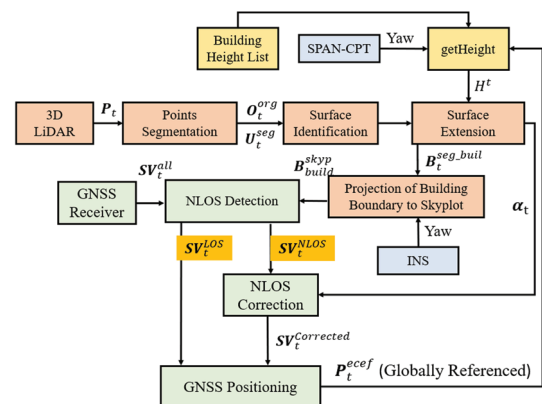 Building
Height List
SPAN-CPT
Yaw
getHeight
H^t
3D
LiDAR
P_t
Points
Segmentation
O_t^org
U_t^seg
Surface
Identification
Surface
Extension
SV_t^all
B_build^skyp
B_t^seg_buil
GNSS
Receiver
NLOS Detection
Projection of Building
Boundary to Skyplot
α_t
Yaw
SV_t^LOS
SV_t^NLOS
INS
NLOS
Correction
SV_t^Corrected
P_t^ecef (Globally Referenced)
GNSS Positioning